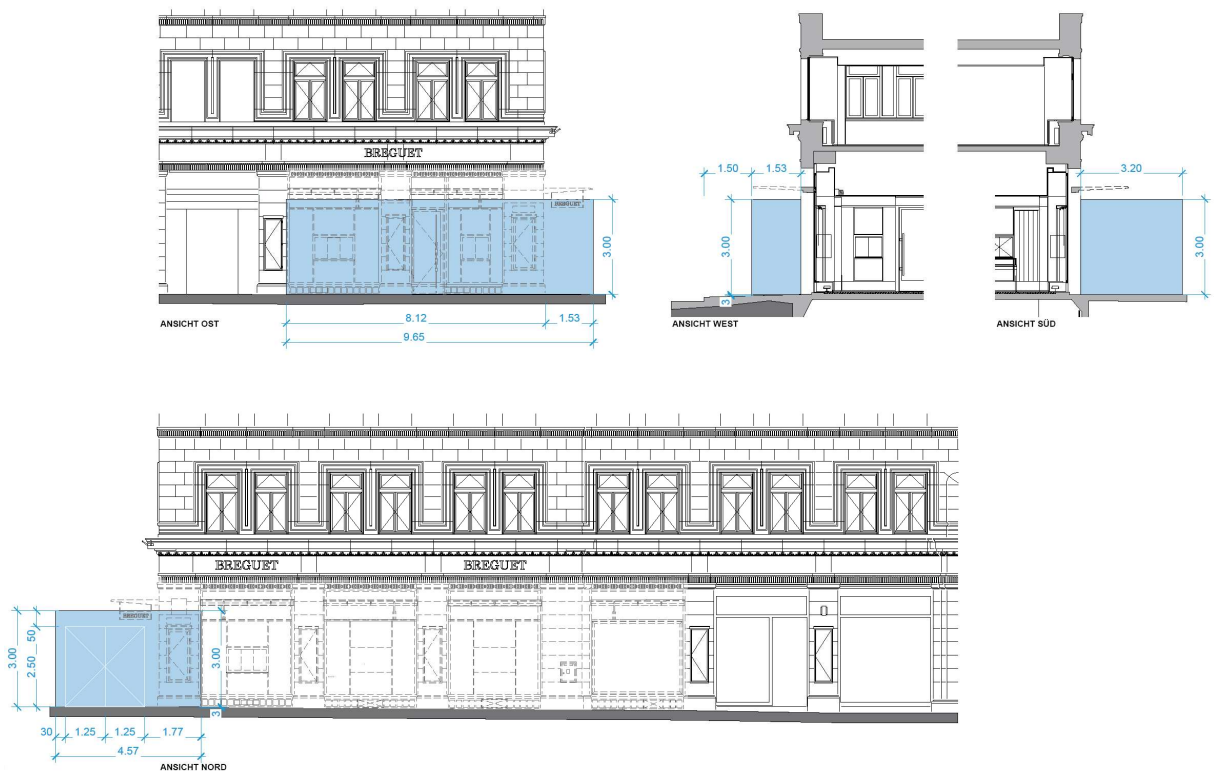 BREGUET
BREGUET
3.00
8.12
1.53
9.65
ANSICHT OST
1.50
1.53
3.00
3
ANSICHT WEST
3.20
3.00
ANSICHT SÜD
BREGUET
BREGUET
BREGUET
3.00
50
2.50
3.00
3
30
1.25
1.25
1.77
4.57
ANSICHT NORD